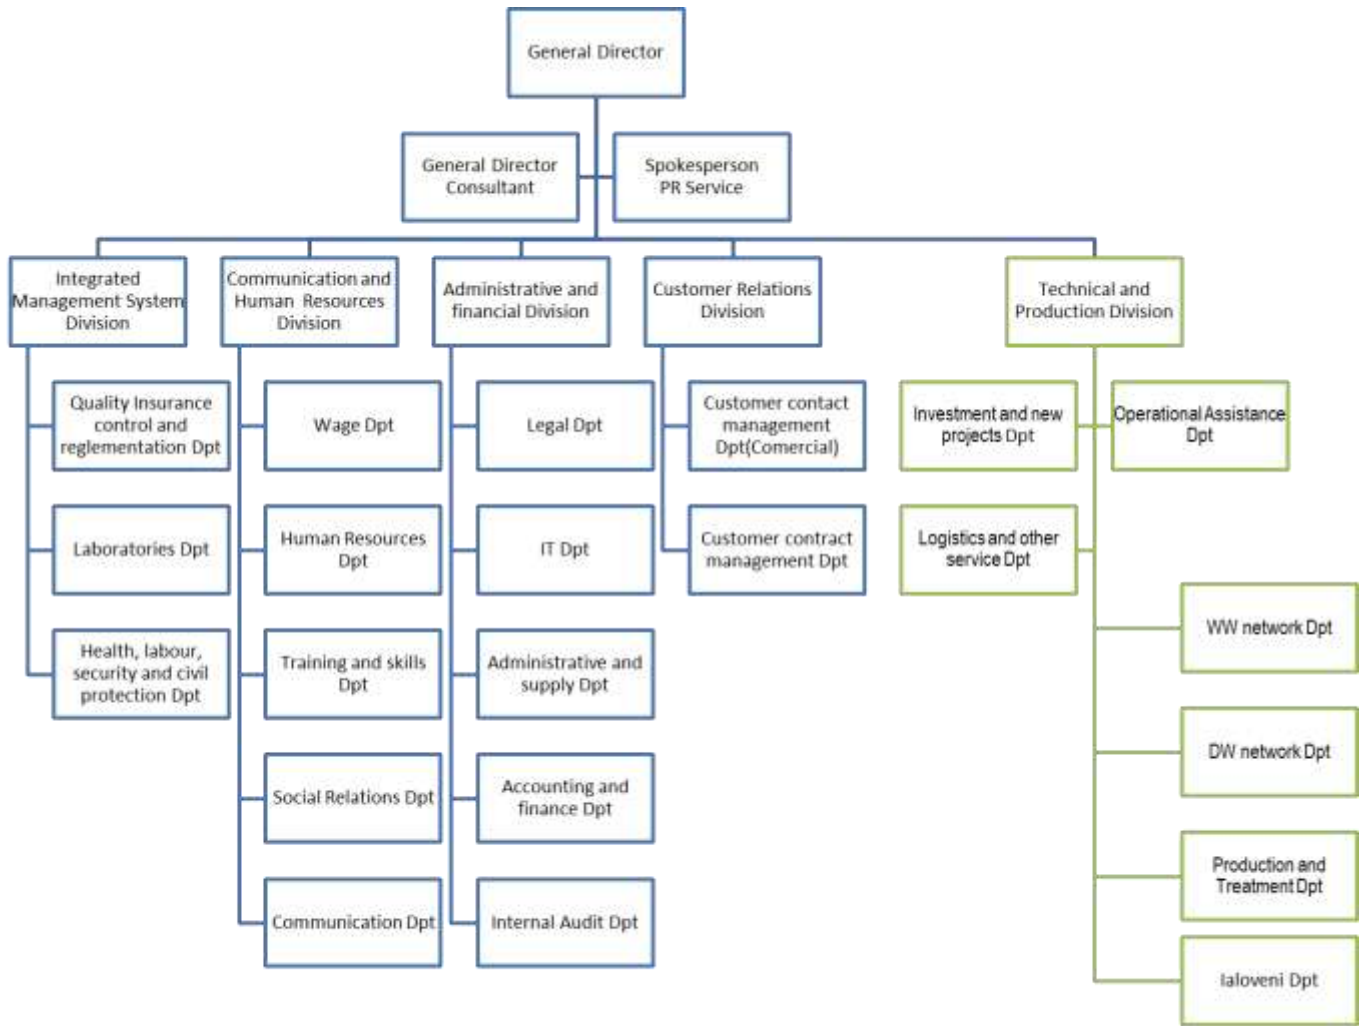 General Director
General Director
Consultant
Spokesperson
PR Service
Integrated
Management System
Division
Communication and
Human Resources
Division
Administrative and
financial Division
Customer Relations
Division
Technical and
Production Division
Quality Insurance
control and
reglementation Dpt
Wage Dpt
Legal Dpt
Customer contact
management
Dpt(Comercial)
Investment and new
projects Dpt
Operational Assistance
Dpt
Laboratories Dpt
Human Resources
Dpt
IT Dpt
Customer contract
management Dpt
Logistics and other
service Dpt
WW network Dpt
Health, labour,
security and civil
protection Dpt
Training and skills
Dpt
Administrative and
supply Dpt
DW network Dpt
Social Relations Dpt
Accounting and
finance Dpt
Production and
Treatment Dpt
Communication Dpt
Internal Audit Dpt
Ialoveni Dpt